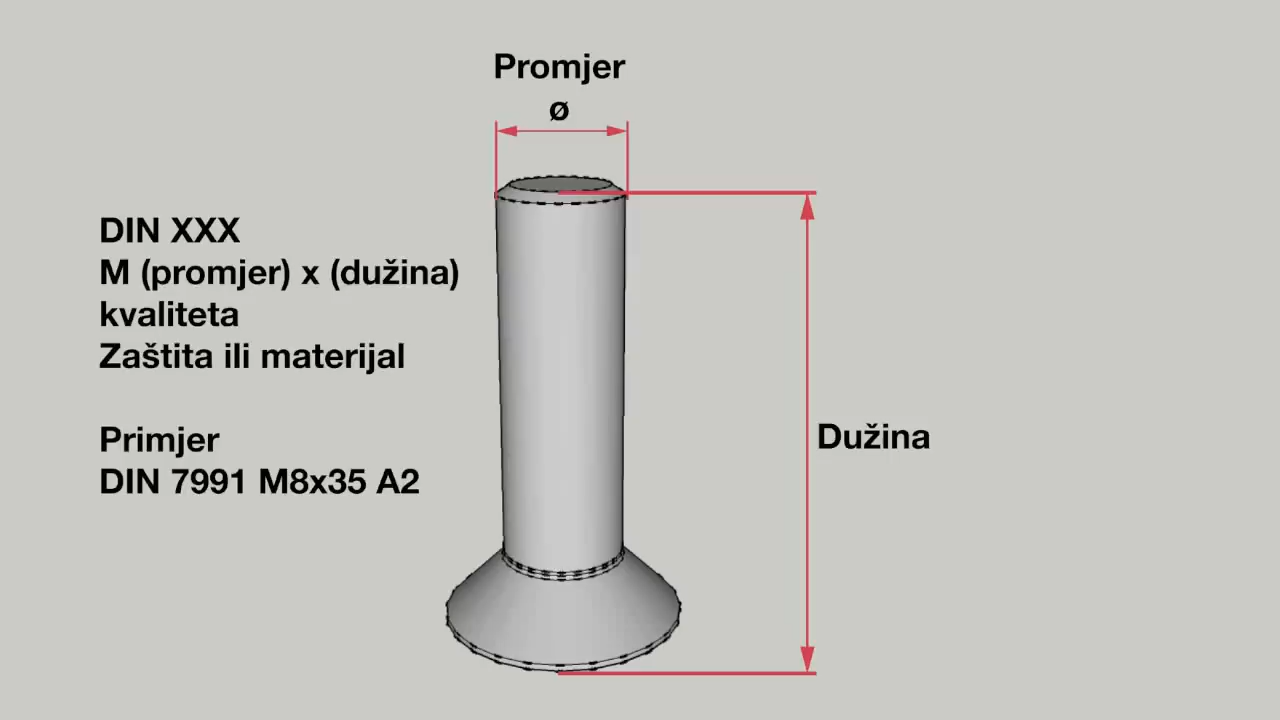 Promjer
ø
DIN XXX
M (promjer) x (dužina)
kvaliteta
Zaštita ili materijal
Primjer
DIN 7991 M8x35 A2
Dužina